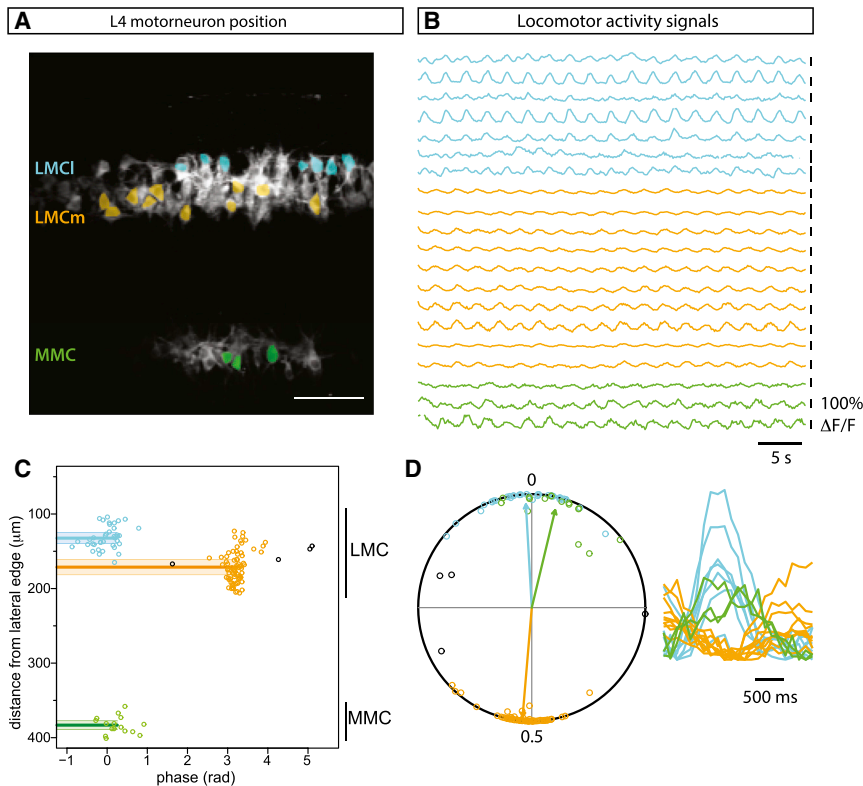 A L4 motorneuron position
LMCl
LMCm
MMC
B Locomotor activity signals
100%
ΔF/F
5 s
C
distance from lateral edge (μm)
100
200
300
400
LMC
MMC
−1 0 1 2 3 4 5
phase (rad)
D
0
0.5
500 ms